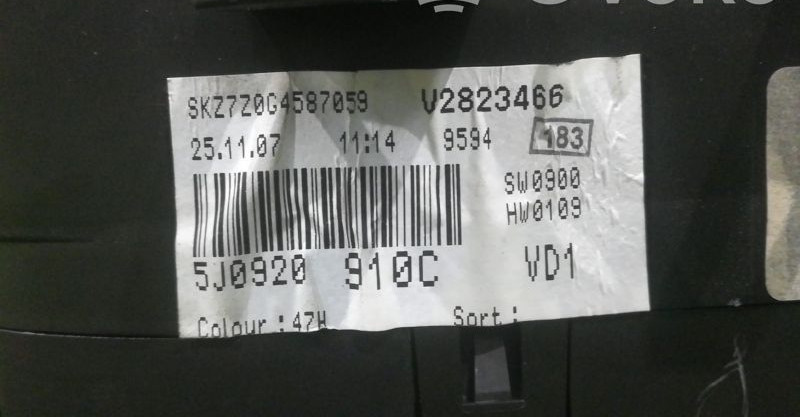 SKZ7Z0G4587059 V2823466
25.11.07 11:14 9594 183
SW0900
HW0109
5J0920 910C VD1
Colour : 47H Sort :